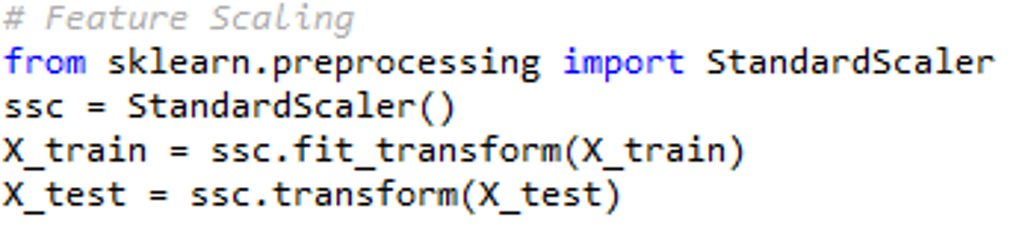 # Feature Scaling
from sklearn.preprocessing import StandardScaler
ssc = StandardScaler()
X_train = ssc.fit_transform(X_train)
X_test = ssc.transform(X_test)